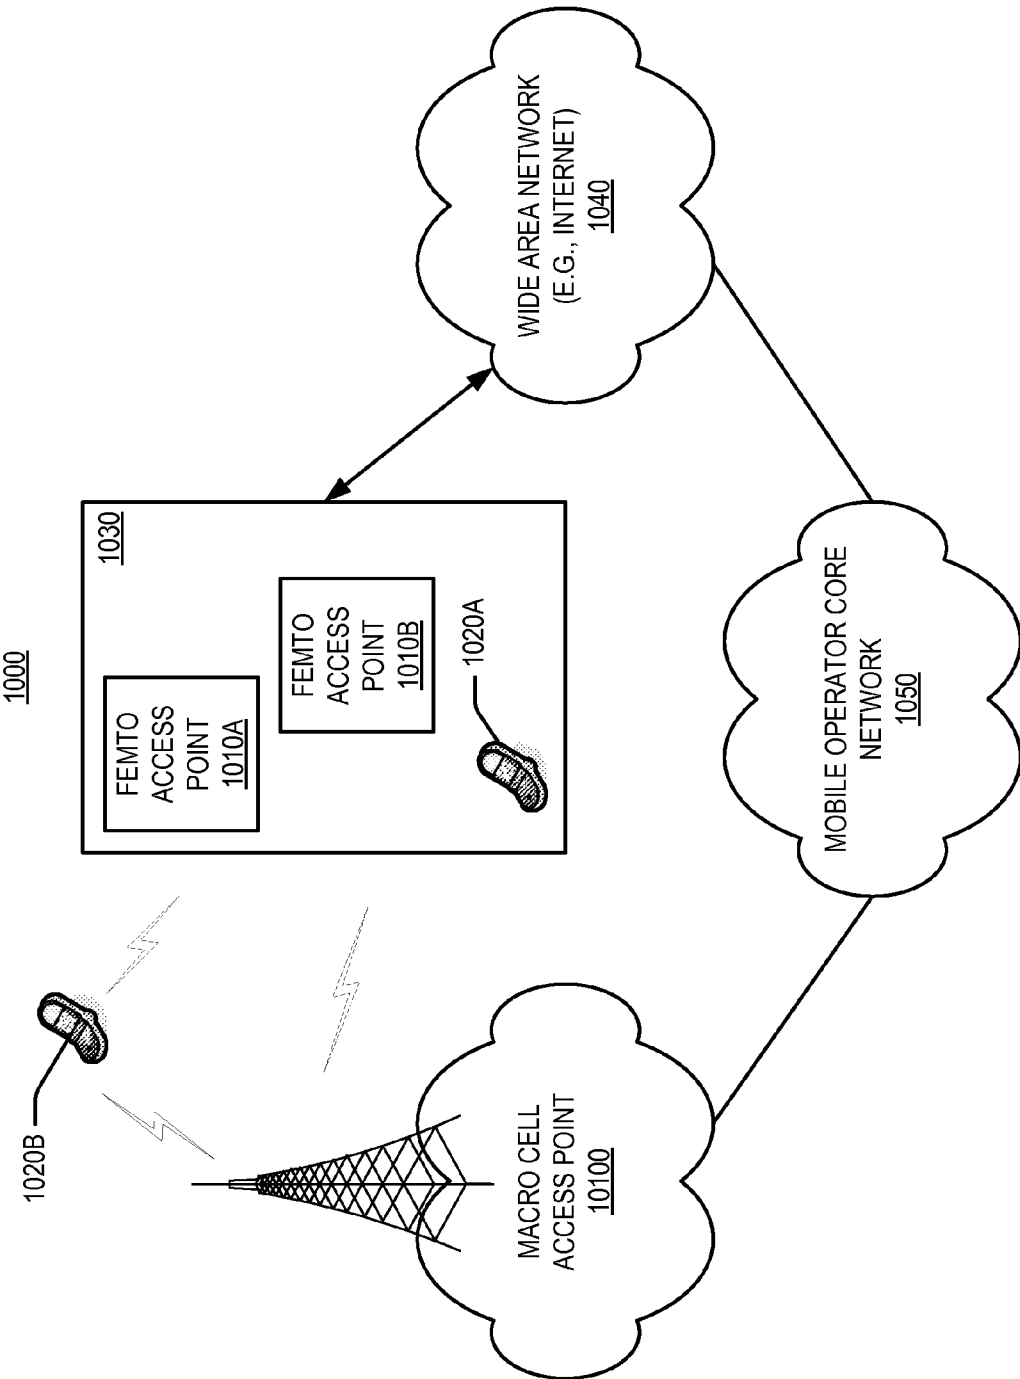 1000
1020B
FEMTO
ACCESS
POINT
1010A
1030
FEMTO
ACCESS
POINT
1010B
1020A
MACRO CELL
ACCESS POINT
10100
WIDE AREA NETWORK
(E.G., INTERNET)
1040
MOBILE OPERATOR CORE
NETWORK
1050